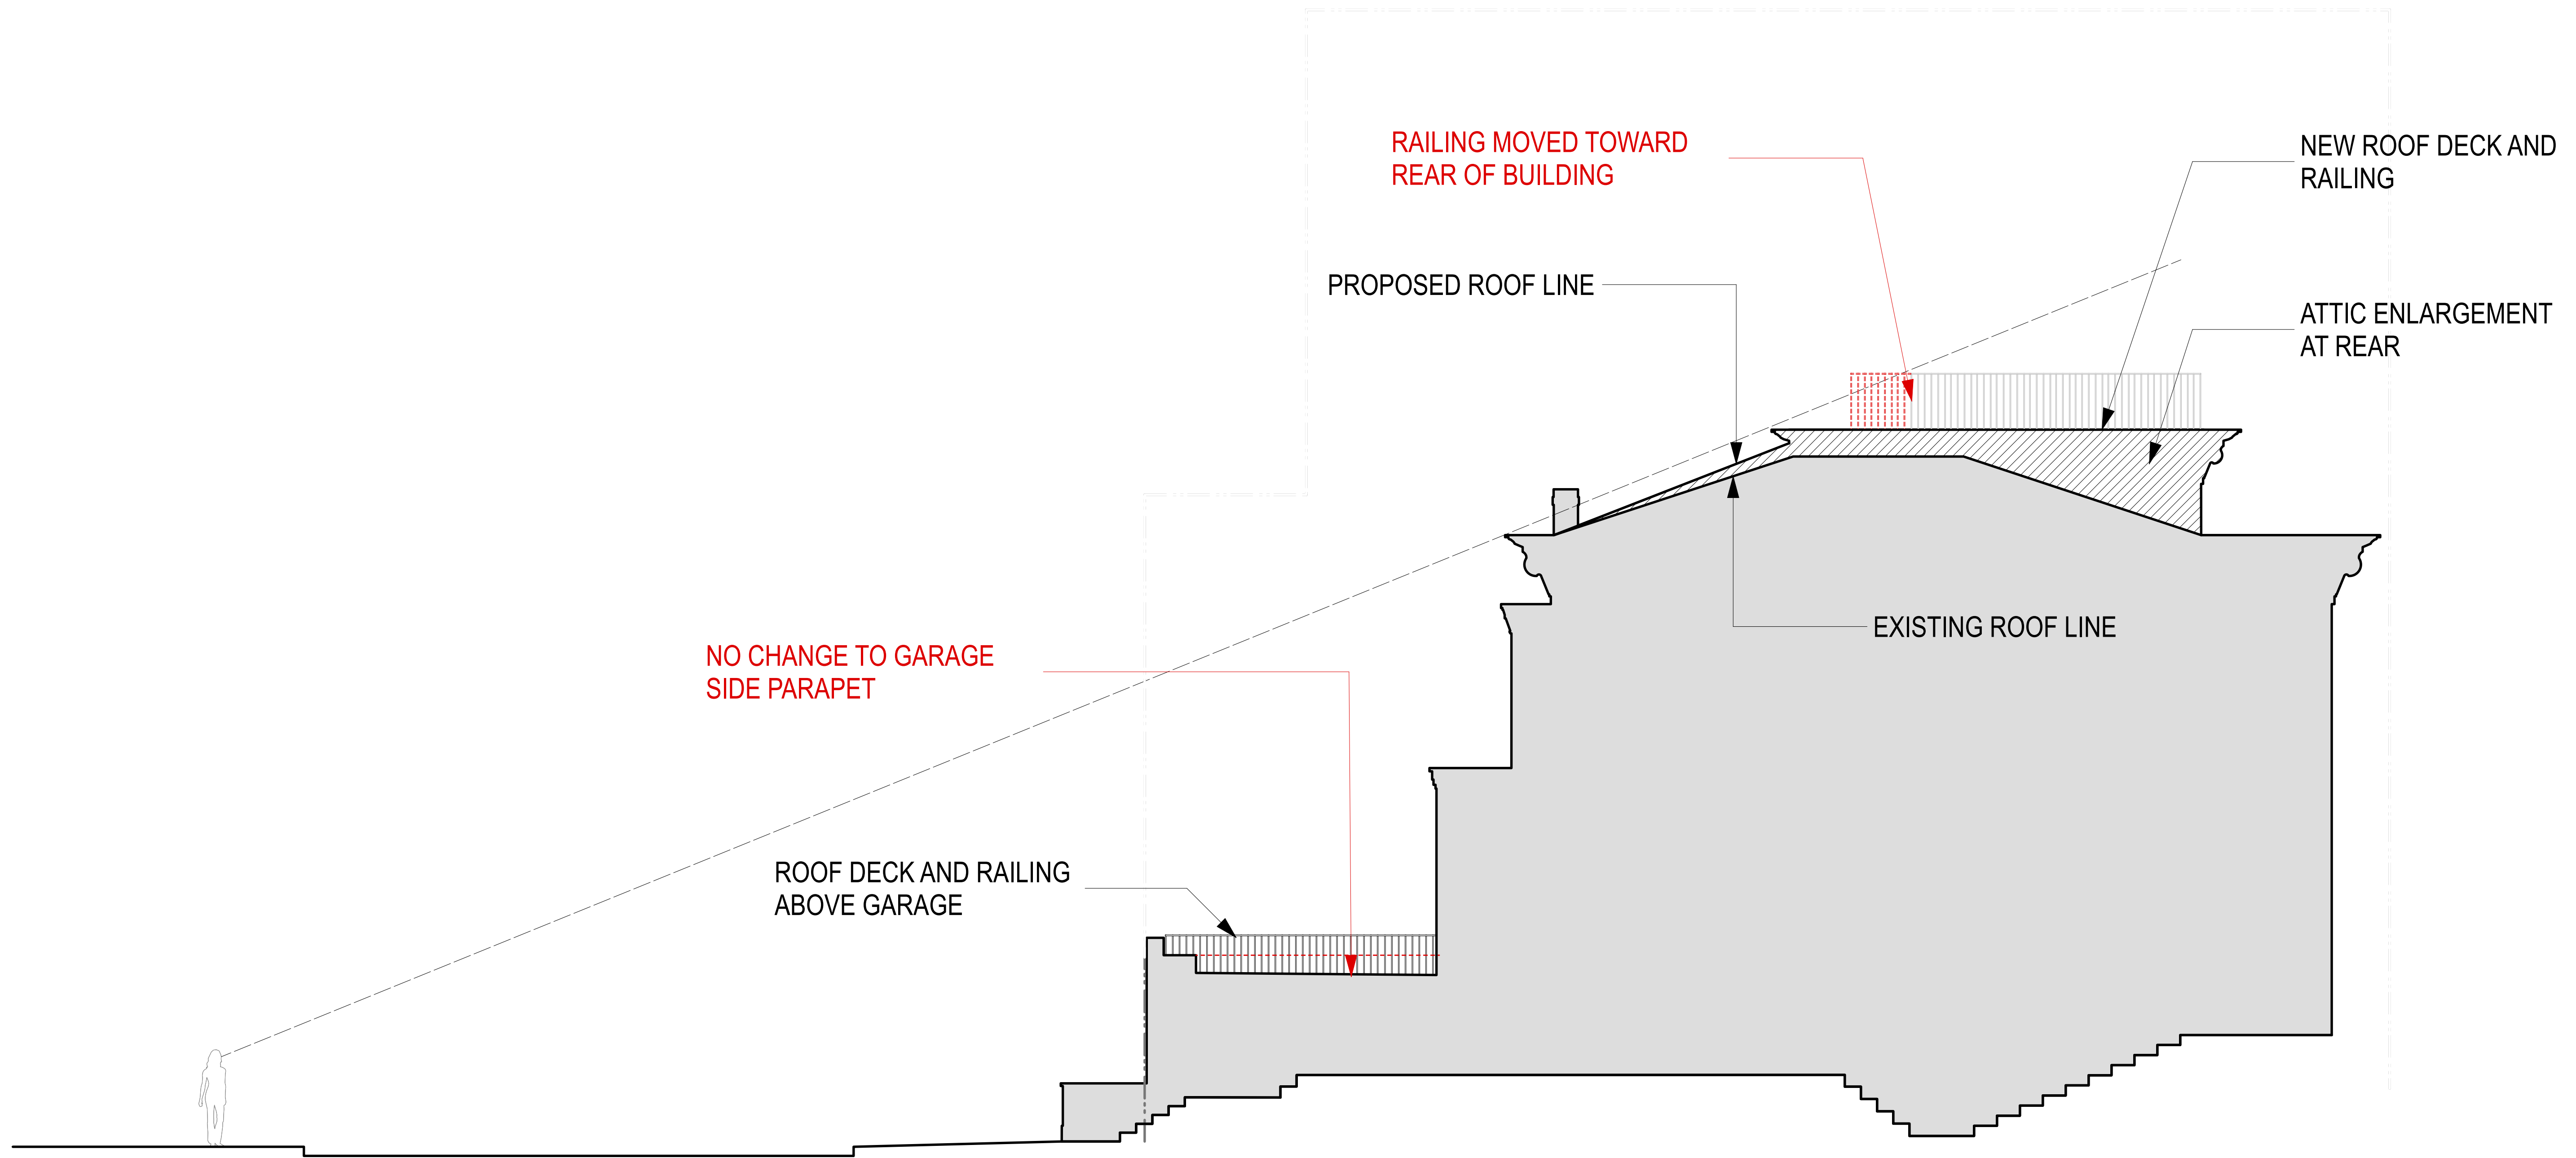 RAILING MOVED TOWARD
REAR OF BUILDING
NEW ROOF DECK AND
RAILING
PROPOSED ROOF LINE
ATTIC ENLARGEMENT
AT REAR
EXISTING ROOF LINE
NO CHANGE TO GARAGE
SIDE PARAPET
ROOF DECK AND RAILING
ABOVE GARAGE